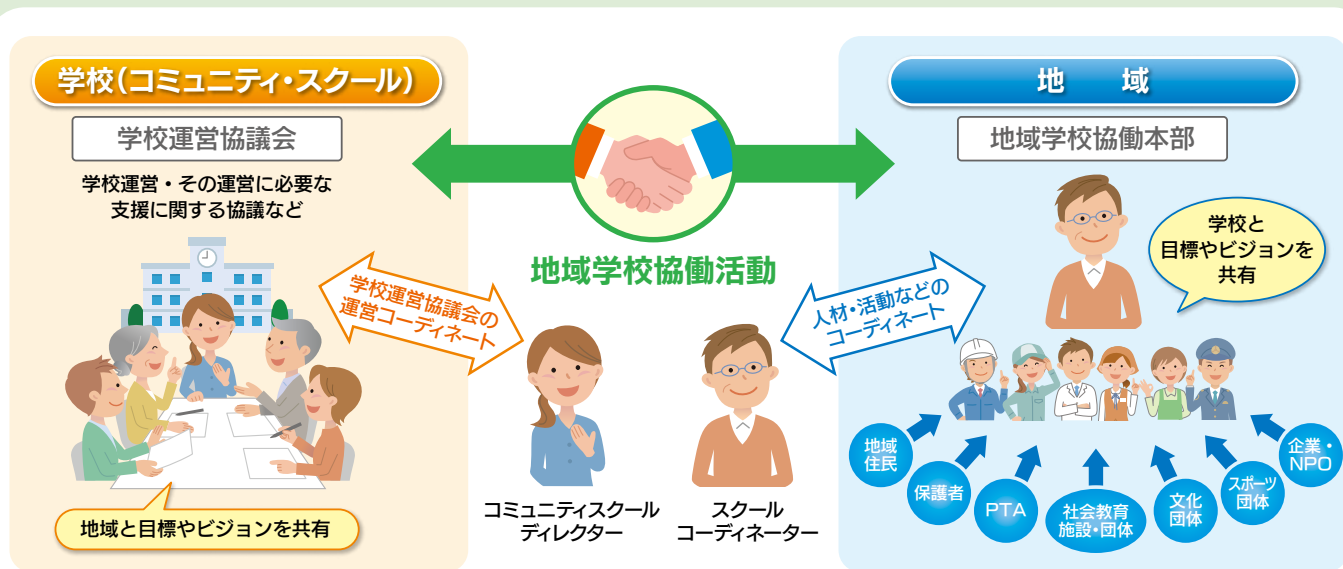 学校(コミュニティ・スクール)
学校運営協議会
学校運営・その運営に必要な
支援に関する協議など
地域と目標やビジョンを共有
地域学校協働活動
学校運営協議会の
運営コーディネート
人材・活動などの
コーディネート
コミュニティスクール
ディレクター
スクール
コーディネーター
地 域
地域学校協働本部
学校と
目標やビジョンを
共有
地域
住民
保護者
PTA
社会教育
施設・団体
文化
団体
スポーツ
団体
企業・
NPO